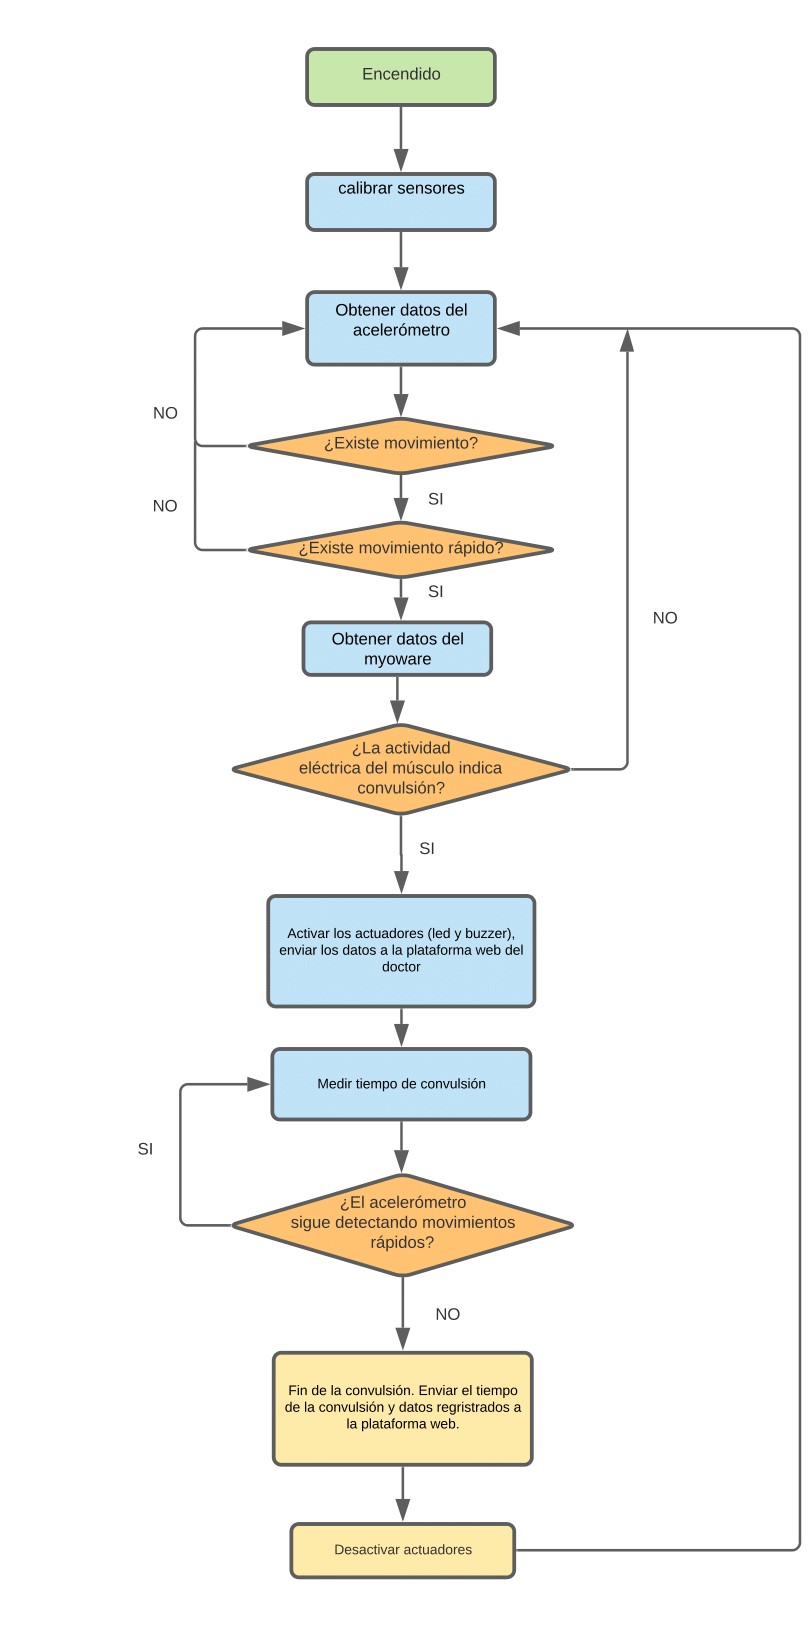 Encendido
calibrar sensores
Obtener datos del
acelerómetro
NO
¿Existe movimiento?
SI
NO
¿Existe movimiento rápido?
SI
Obtener datos del
myoware
NO
¿La actividad
eléctrica del músculo indica
convulsión?
SI
Activar los actuadores (led y buzzer),
enviar los datos a la plataforma web del
doctor
Medir tiempo de convulsión
SI
¿El acelerómetro
sigue detectando movimientos
rápidos?
NO
Fin de la convulsión. Enviar el tiempo
de la convulsión y datos regristrados a
la plataforma web.
Desactivar actuadores